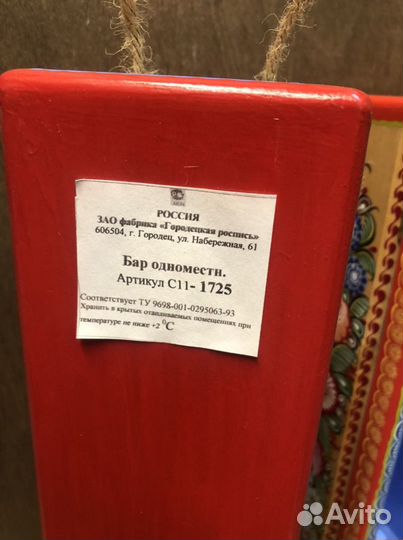 РОССИЯ
ЗАО фабрика «Городецкая роспись»
606504, г. Городец, ул. Набережная, 61
Бар одноместн.
Артикул С11- 1725
Соответствует ТУ 9698-001-0295063-93
Хранить в крытых отапливаемых помещениях при
температуре не ниже +2 ⁰С
Avito